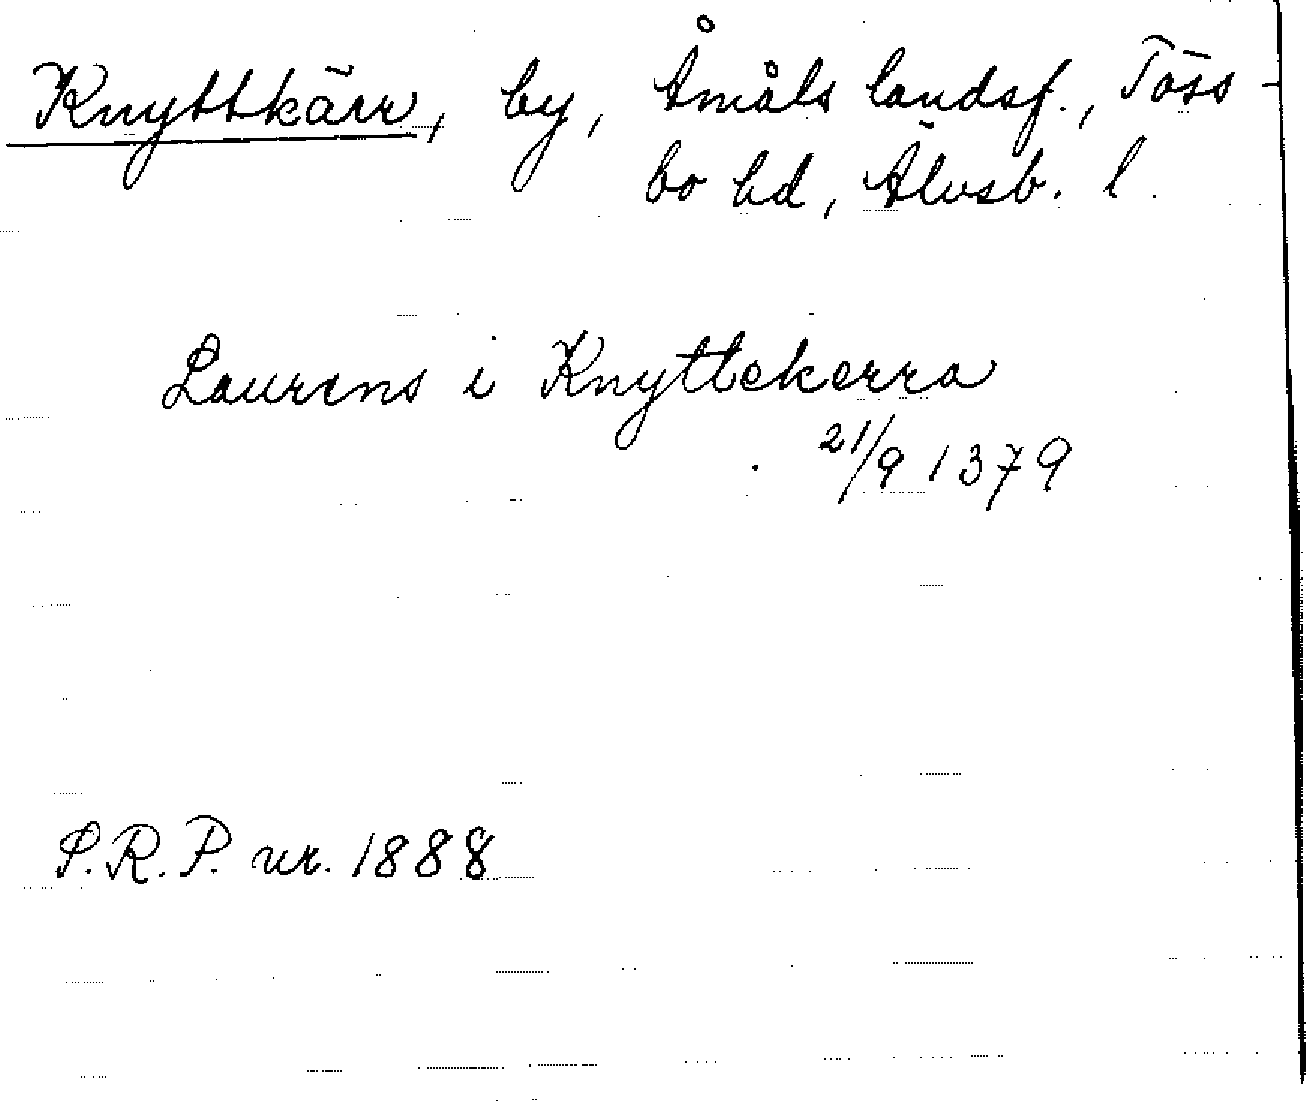 Knyttkärr, by, Åmåls landsf., Töss-
bo hd, Älvsb. l.
Laurens i Knyttekerra
21/9 1379
S.R.P. nr. 1888